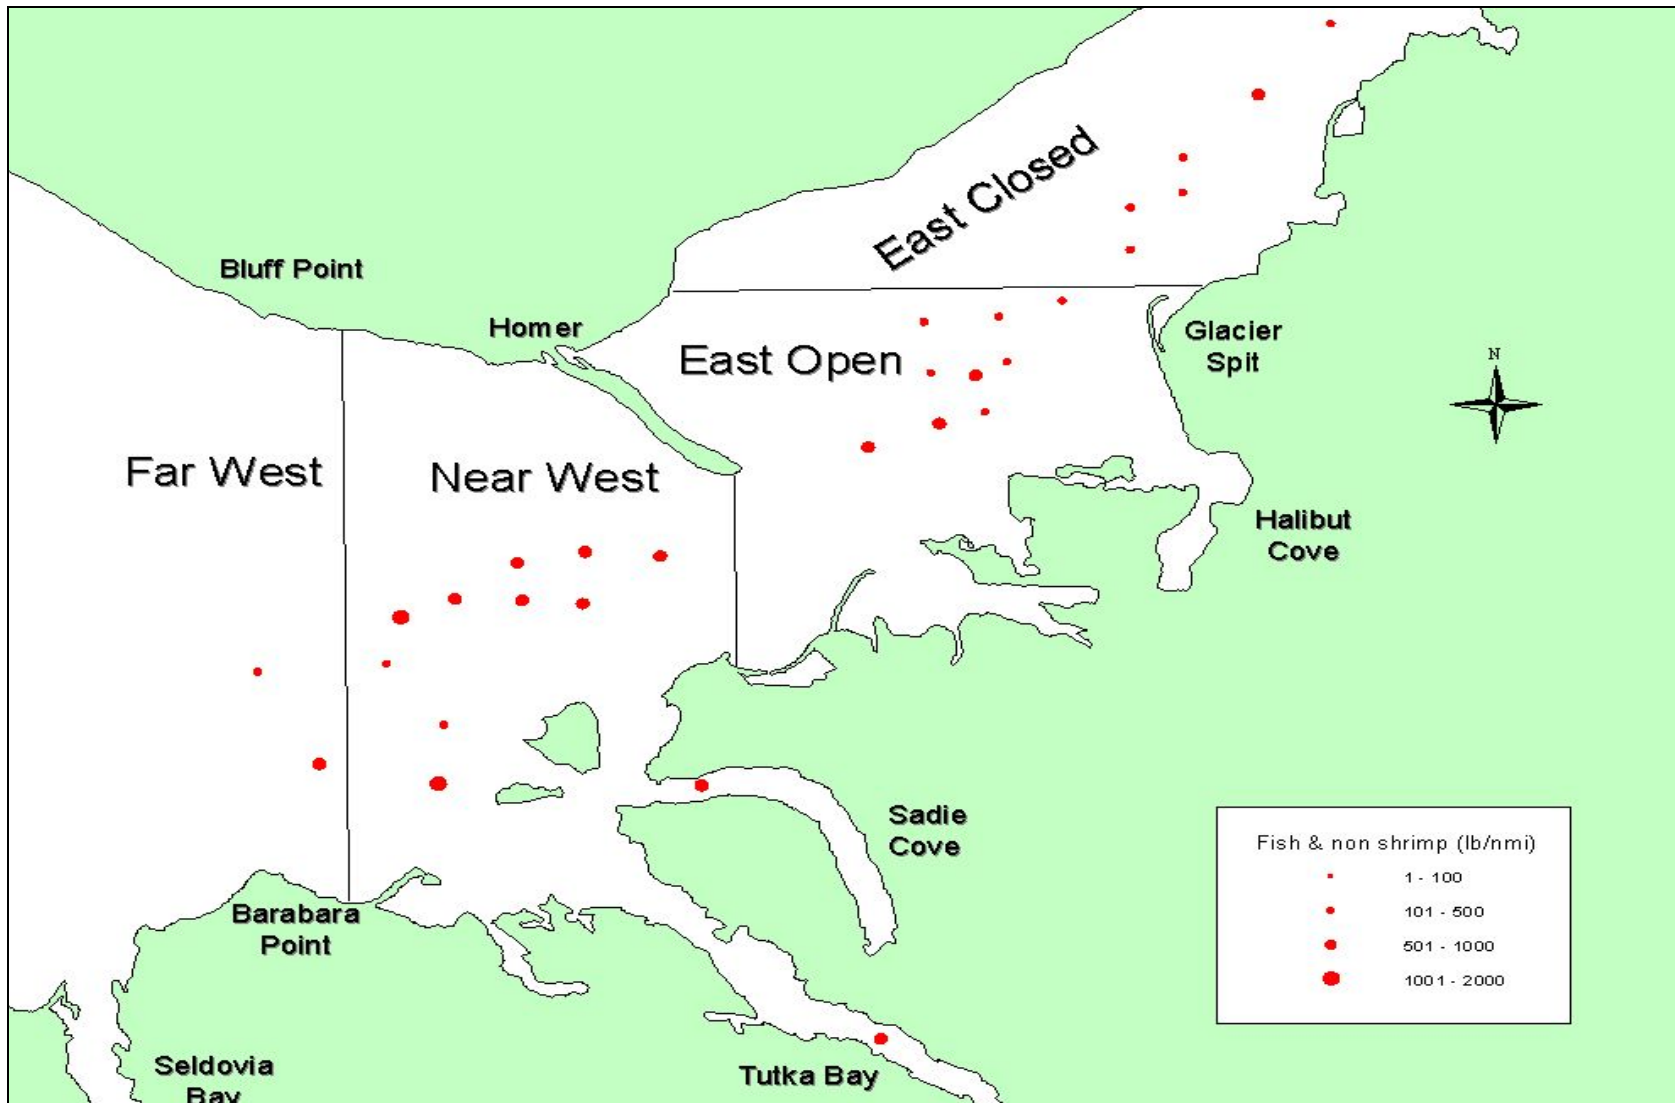 East Closed
Bluff Point
Homer
East Open
Glacier
Spit
N
Far West
Near West
Halibut
Cove
Sadie
Cove
Fish & non shrimp (lb/nmi)
1 - 100
101 - 500
501 - 1000
1001 - 2000
Barabara
Point
Seldovia
Bay
Tutka Bay